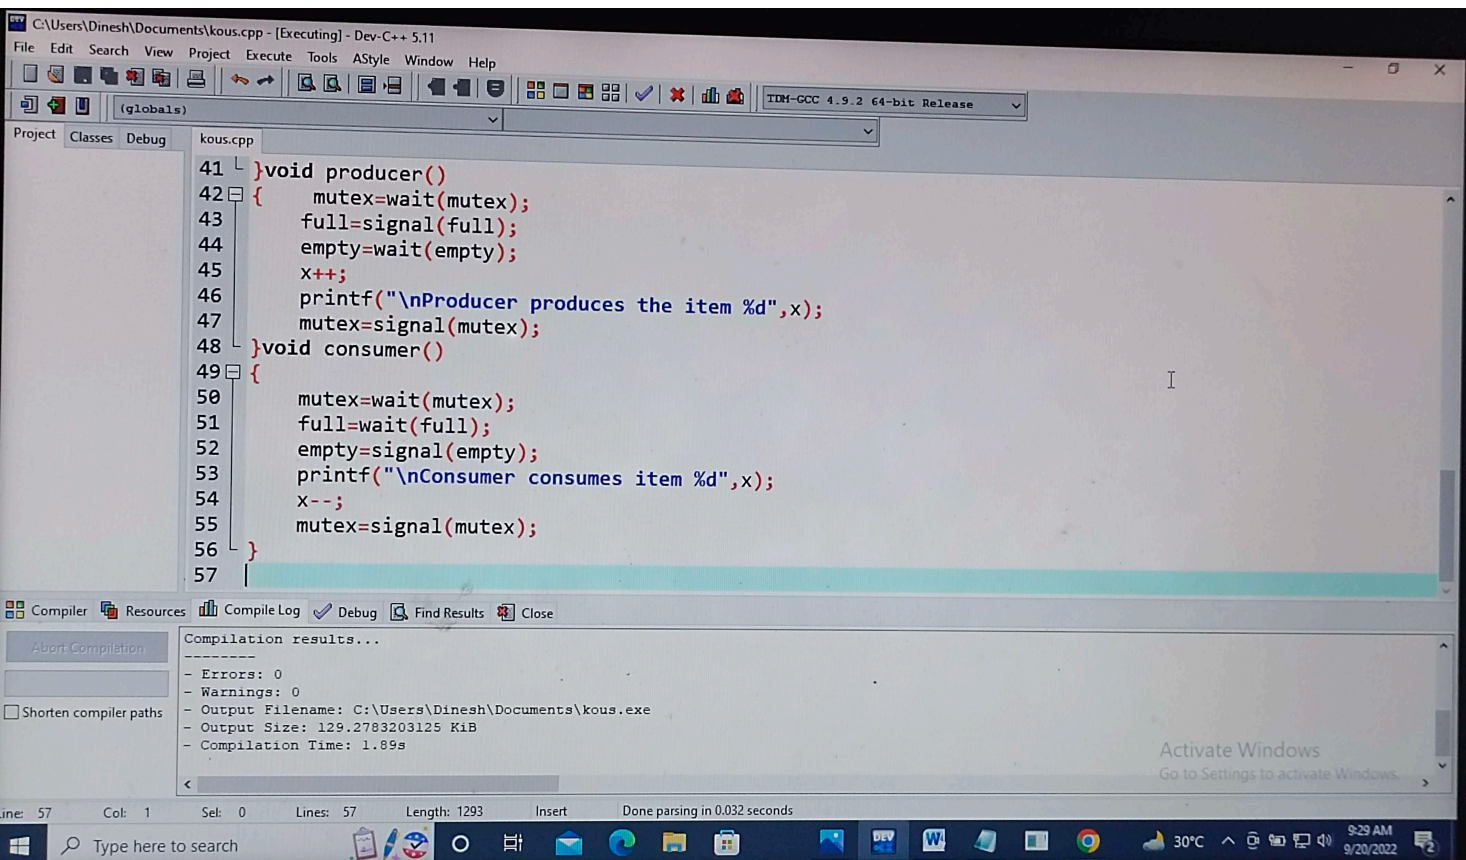 C:\Users\Dinesh\Documents\kous.cpp - [Executing] - Dev-C++ 5.11
File Edit Search View Project Execute Tools AStyle Window Help
TDM-GCC 4.9.2 64-bit Release
(globals)
Project Classes Debug kous.cpp
41 }void producer()
42 { mutex=wait(mutex);
43 full=signal(full);
44 empty=wait(empty);
45 x++;
46 printf("\nProducer produces the item %d",x);
47 mutex=signal(mutex);
48 }void consumer()
49 {
50 mutex=wait(mutex);
51 full=wait(full);
52 empty=signal(empty);
53 printf("\nConsumer consumes item %d",x);
54 x--;
55 mutex=signal(mutex);
56 }
57
Compiler Resources Compile Log Debug Find Results Close
Abort Compilation
Compilation results...
--------
- Errors: 0
- Warnings: 0
Shorten compiler paths
- Output Filename: C:\Users\Dinesh\Documents\kous.exe
- Output Size: 129.2783203125 KiB
- Compilation Time: 1.89s
Activate Windows
Go to Settings to activate Windows.
ine: 57 Col: 1 Sel: 0 Lines: 57 Length: 1293 Insert Done parsing in 0.032 seconds
Type here to search
DEV
W
30°C
9:29 AM
9/20/2022
2